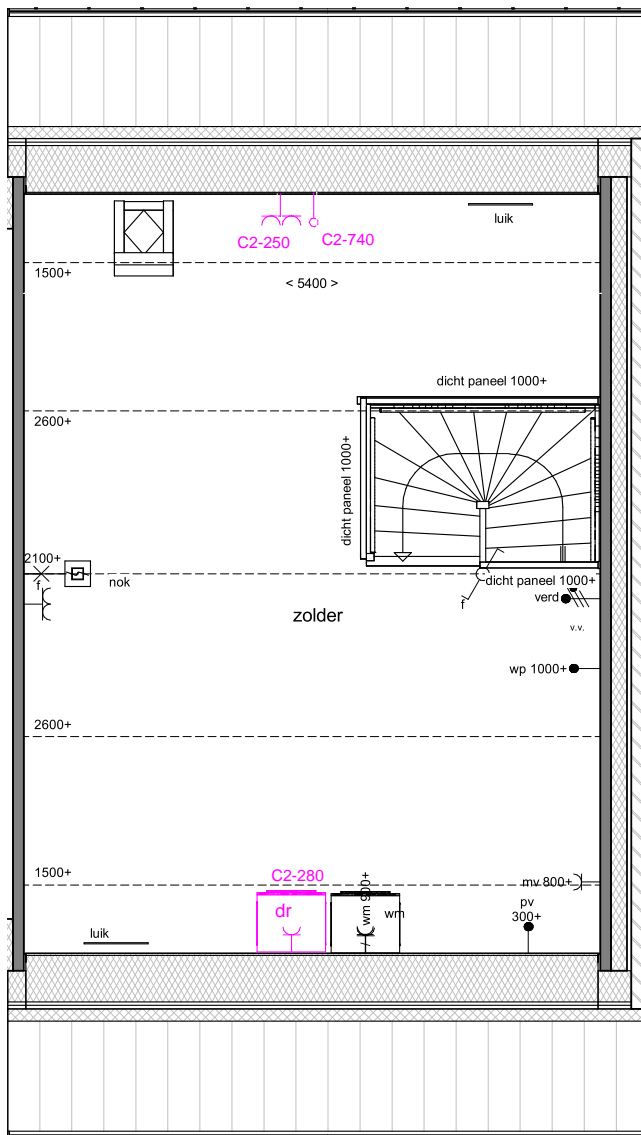 luik
C2-250
C2-740
1500+
< 5400 >
dicht paneel 1000+
2600+
dicht paneel 1000+
2100+
f
nok
dicht paneel 1000+
f
verd
zolder
v.v.
wp 1000+
2600+
1500+
C2-280
wm 900+
mv 800+
dr
wm
pv
300+
luik